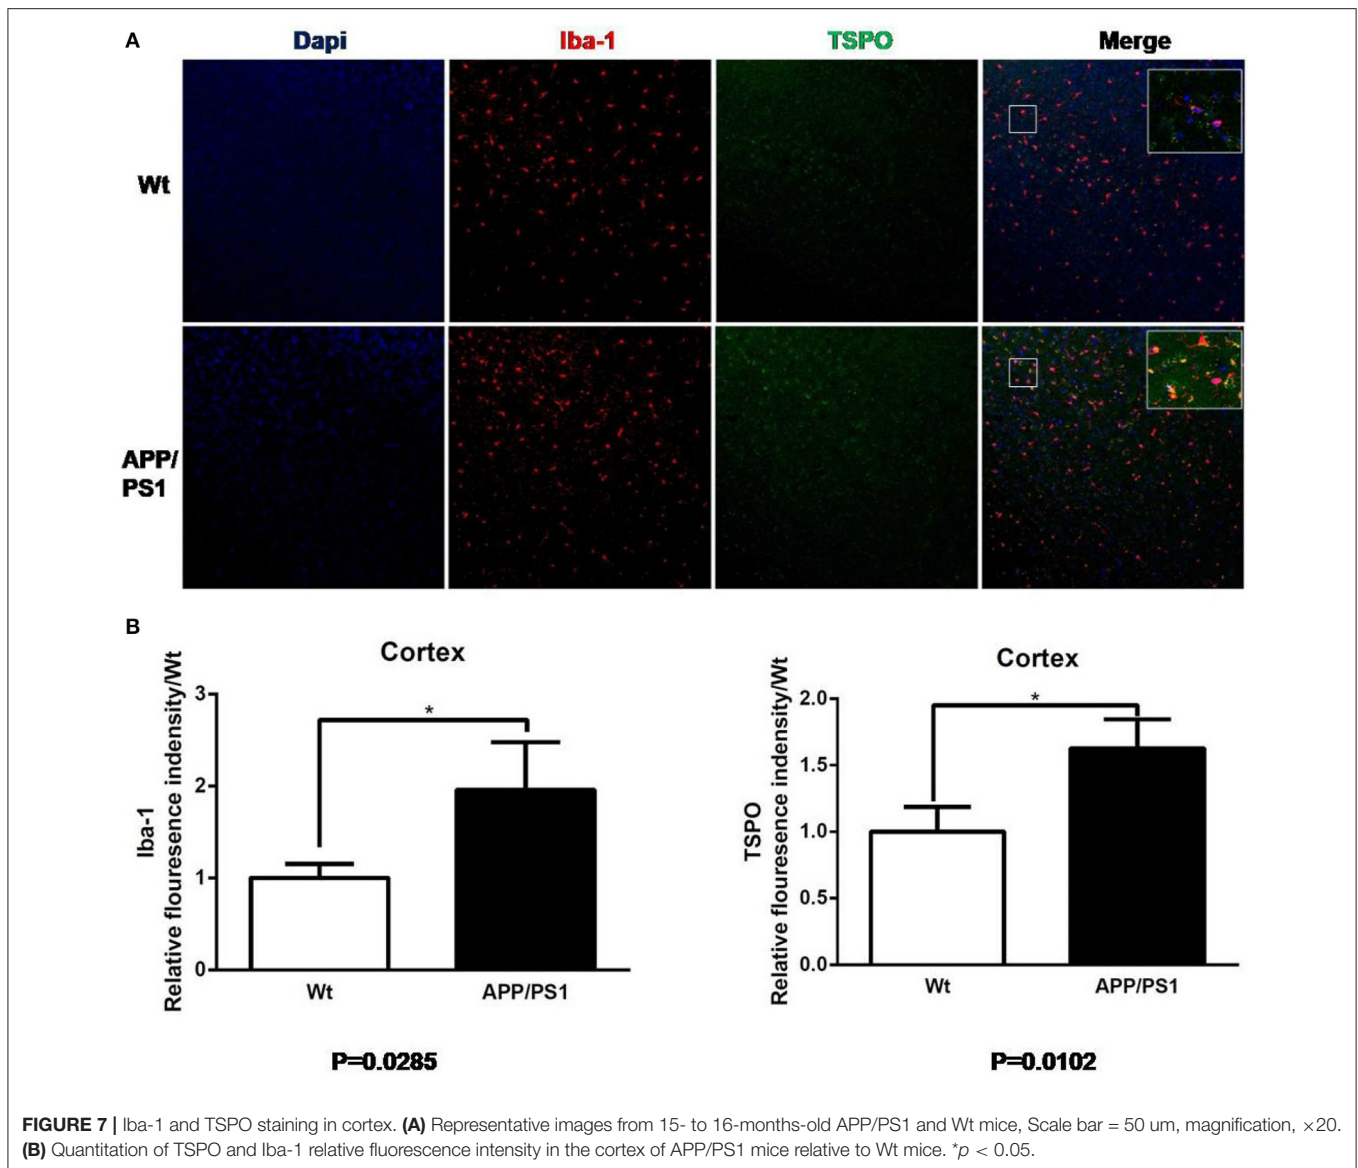 A
Dapi Iba-1 TSPO Merge
Wt
APP/
PS1
B
Cortex
Iba-1
Relative flouresence indensity/Wt
3
2
1
0
*
Wt APP/PS1
P=0.0285
Cortex
TSPO
Relative flouresence indensity/Wt
2.0
1.5
1.0
0.5
0.0
*
Wt APP/PS1
P=0.0102
FIGURE 7 | Iba-1 and TSPO staining in cortex. (A) Representative images from 15- to 16-months-old APP/PS1 and Wt mice, Scale bar = 50 um, magnification, ×20.
(B) Quantitation of TSPO and Iba-1 relative fluorescence intensity in the cortex of APP/PS1 mice relative to Wt mice. *p < 0.05.